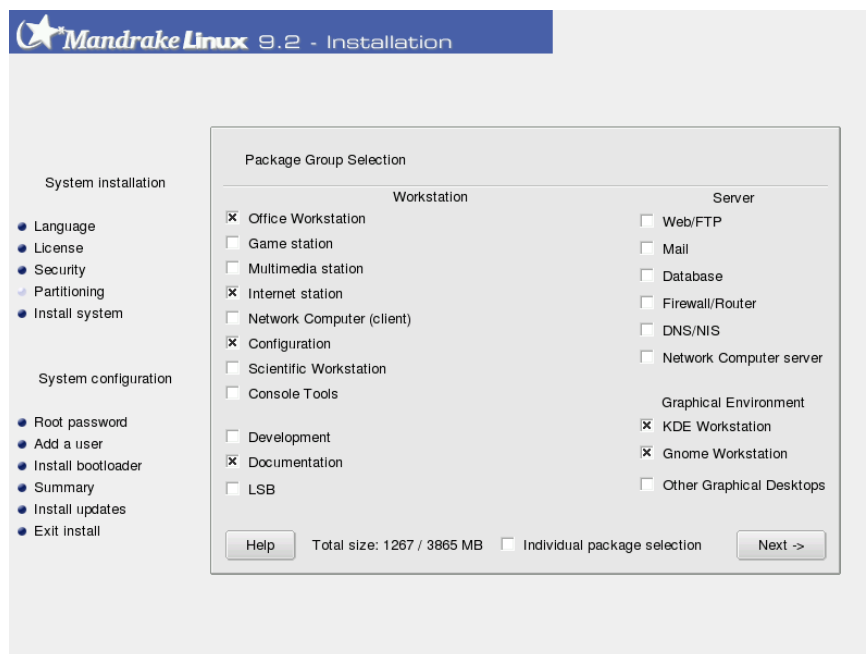 Mandrake Linux 9.2 - Installation
System installation
Language
License
Security
Partitioning
Install system
System configuration
Root password
Add a user
Install bootloader
Summary
Install updates
Exit install
Package Group Selection
Workstation
Office Workstation
Game station
Multimedia station
Internet station
Network Computer (client)
Configuration
Scientific Workstation
Console Tools
Development
Documentation
LSB
Server
Web/FTP
Mail
Database
Firewall/Router
DNS/NIS
Network Computer server
Graphical Environment
KDE Workstation
Gnome Workstation
Other Graphical Desktops
Help
Total size: 1267 / 3865 MB
Individual package selection
Next ->